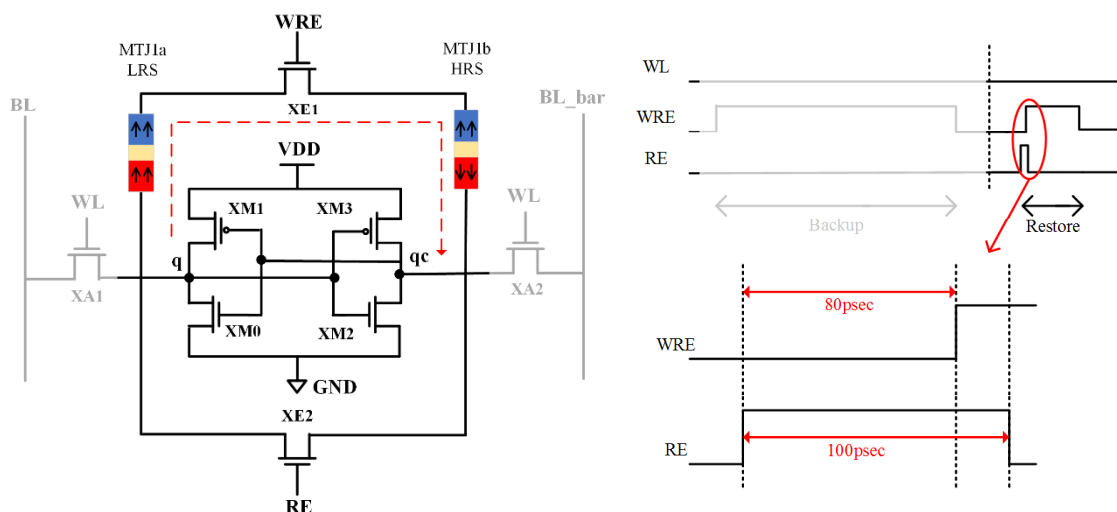 WRE
MTJ1a
LRS
MTJ1b
HRS
XE1
BL
BL_bar
VDD
WL
XM1
XM3
WL
q
qc
XA1
XA2
XM0
XM2
GND
XE2
RE
WL
WRE
RE
Backup
Restore
80psec
WRE
100psec
RE